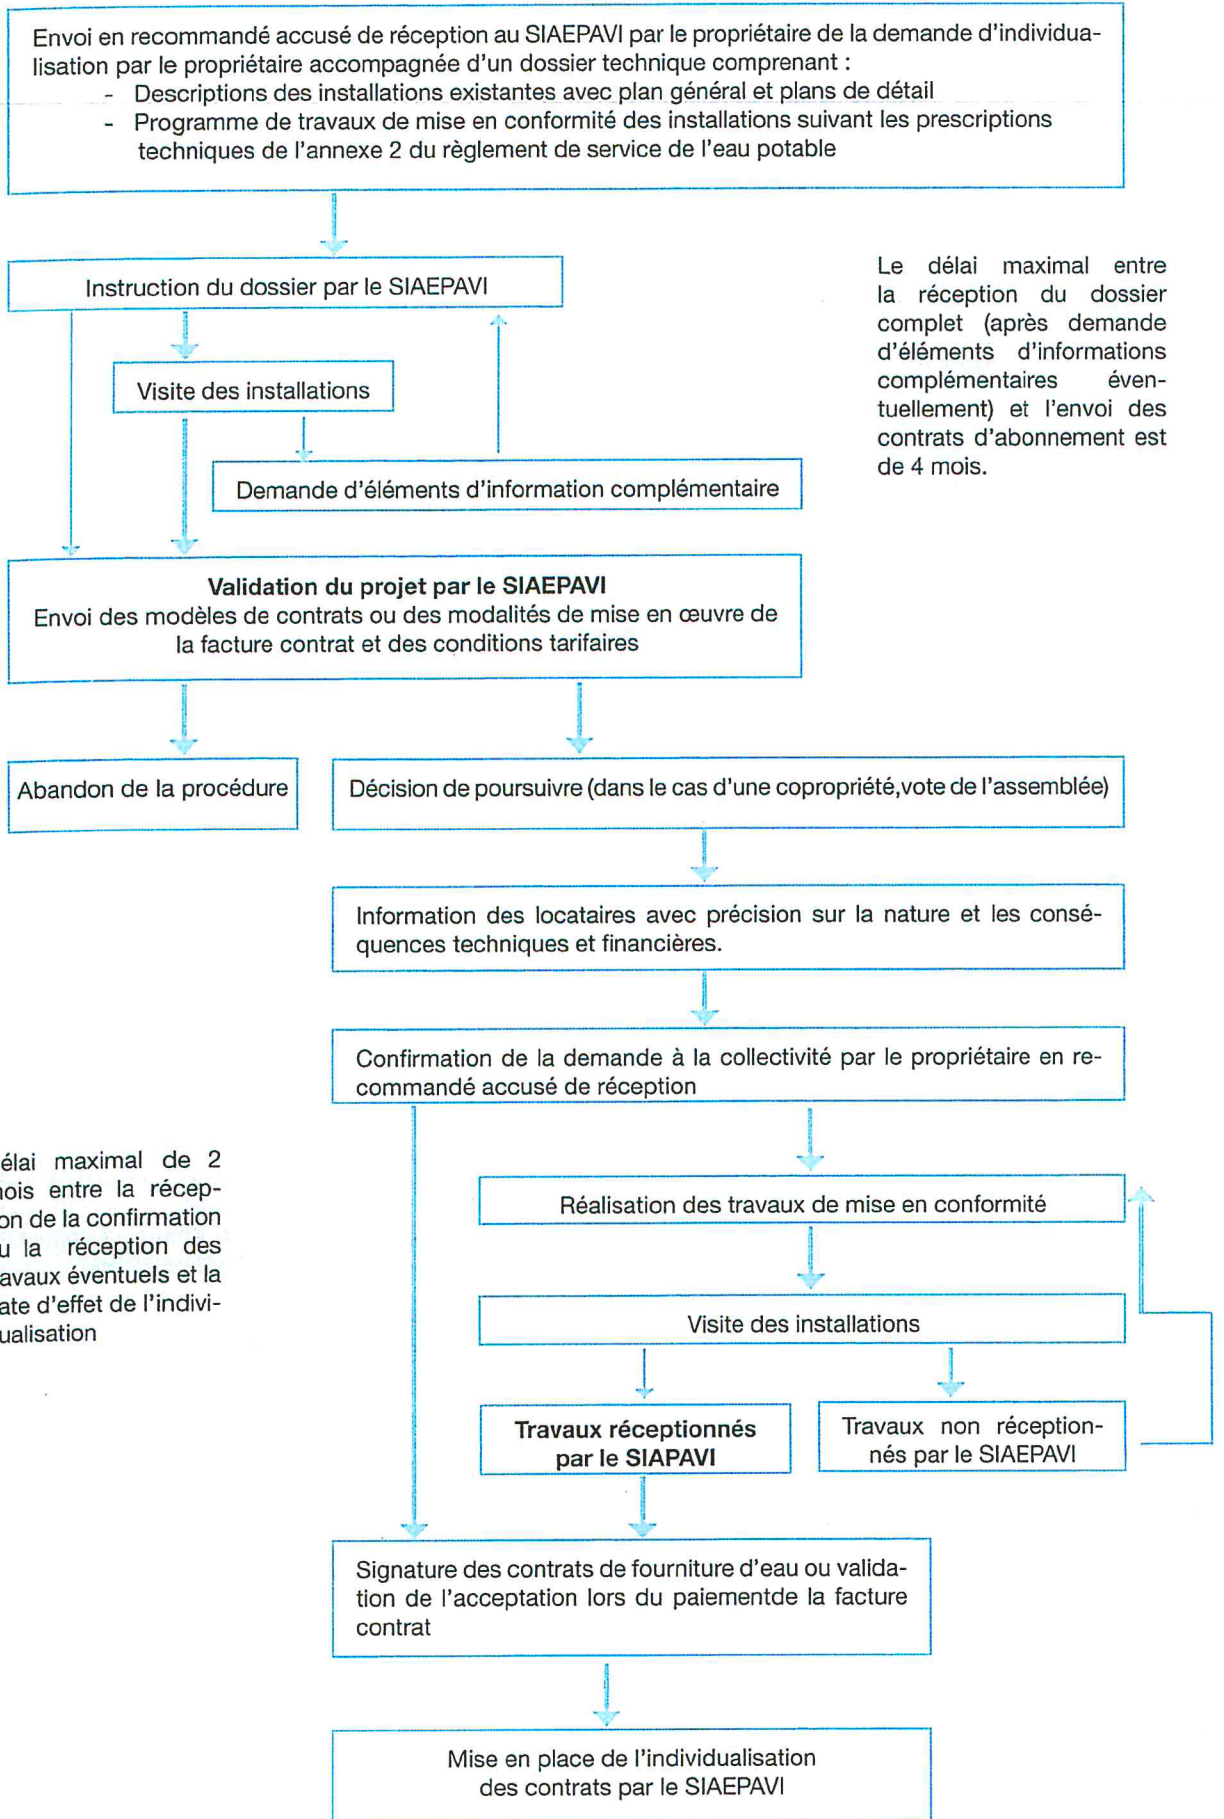 Envoi en recommandé accusé de réception au SIAEPAVI par le propriétaire de la demande d'individua-
lisation par le propriétaire accompagnée d'un dossier technique comprenant :
- Descriptions des installations existantes avec plan général et plans de détail
- Programme de travaux de mise en conformité des installations suivant les prescriptions
techniques de l'annexe 2 du règlement de service de l'eau potable
Instruction du dossier par le SIAEPAVI
Le délai maximal entre
la réception du dossier
complet (après demande
d'éléments d'informations
complémentaires éven-
tuellement) et l'envoi des
contrats d'abonnement est
de 4 mois.
Visite des installations
Demande d'éléments d'information complémentaire
Validation du projet par le SIAEPAVI
Envoi des modèles de contrats ou des modalités de mise en œuvre de
la facture contrat et des conditions tarifaires
Abandon de la procédure
Décision de poursuivre (dans le cas d'une copropriété,vote de l'assemblée)
Information des locataires avec précision sur la nature et les consé-
quences techniques et financières.
Confirmation de la demande à la collectivité par le propriétaire en re-
commandé accusé de réception
élai maximal de 2
nois entre la récep-
on de la confirmation
u la réception des
avaux éventuels et la
ate d'effet de l'indivi-
ualisation
Réalisation des travaux de mise en conformité
Visite des installations
Travaux réceptionnés
par le SIAPAVI
Travaux non réception-
nés par le SIAEPAVI
Signature des contrats de fourniture d'eau ou valida-
tion de l'acceptation lors du paiementde la facture
contrat
Mise en place de l'individualisation
des contrats par le SIAEPAVI